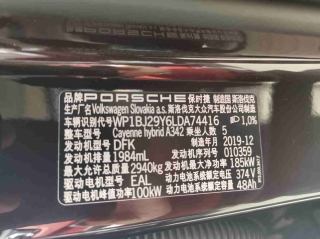 品牌 PORSCHE 保时捷 制造国 斯洛伐克
生产厂名 Volkswagen Slovakia a.s. 斯洛伐克大众汽车股份有限公司
车辆识别代号 WP1BJ29Y6LDA74416 1,0%
整车型号 Cayenne hybrid A342 乘坐人数 5
发动机型号 DFK 制造年月 2019-12
发动机排量 1984mL 发动机序号 010359
最大允许总质量 2940kg 发动机最大净功率 185kW
驱动电机型号 EAL 动力电池系统额定电压 374V
驱动电机峰值功率 100kW 动力电池系统额定容量 48Ah